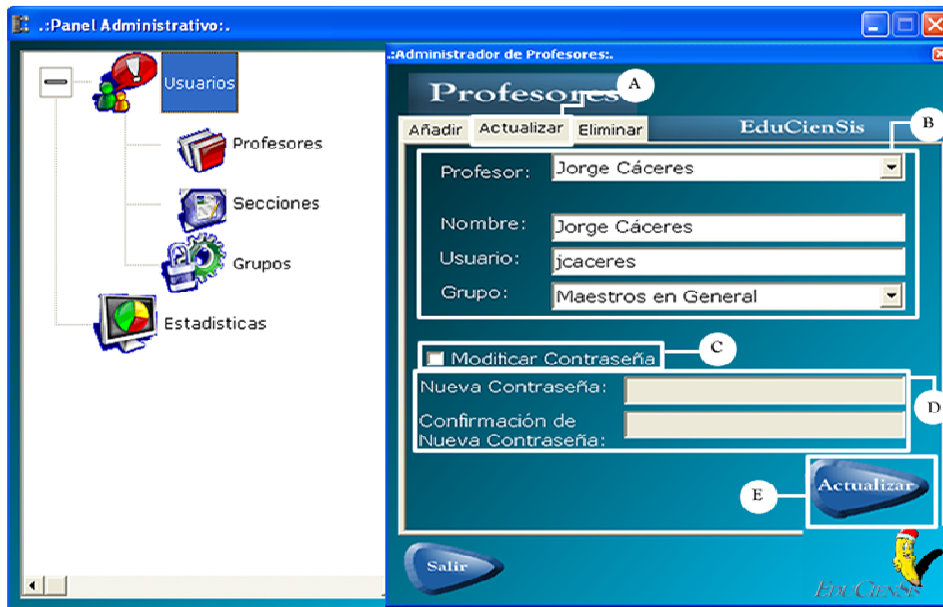 .:Panel Administrativo:.
Usuarios
Profesores
Secciones
Grupos
Estadisticas
.:Administrador de Profesores:.
Profesores
A
Añadir Actualizar Eliminar
EduCienSis
B
Profesor: Jorge Cáceres
Nombre: Jorge Cáceres
Usuario: jcaceres
Grupo: Maestros en General
Modificar Contraseña
C
Nueva Contraseña:
Confirmación de
Nueva Contraseña:
D
E
Actualizar
Salir
EduCienSis